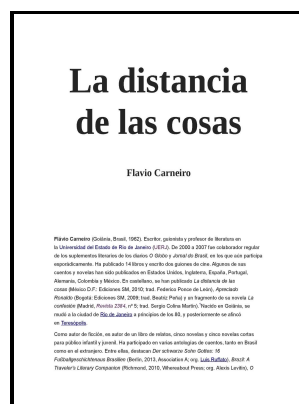 La distancia
de las cosas
Flavio Carneiro
Flávio Carneiro (Goiânia, Brasil, 1962). Escritor, guionista y profesor de literatura en
la Universidad del Estado de Río de Janeiro (UERJ). De 2000 a 2007 fue colaborador regular
de los suplementos literarios de los diarios O Globo y Jornal do Brasil, en los que aún participa
esporádicamente. Ha publicado 14 libros y escrito dos guiones de cine. Algunos de sus
cuentos y novelas han sido publicados en Estados Unidos, Inglaterra, España, Portugal,
Alemania, Colombia y México. En castellano, se han publicado La distancia de las
cosas (México D.F.: Ediciones SM, 2010; trad. Federico Ponce de León), Apreciado
Ronaldo (Bogotá: Ediciones SM, 2009; trad. Beatriz Peña) y un fragmento de su novela La
confesión (Madrid, Revista 2384, nº 5; trad. Sergio Colina Martín). Nacido en Goiânia, se
mudó a la ciudad de Río de Janeiro a principios de los 80, y posteriormente se afincó
en Teresópolis.
Como autor de ficción, es autor de un libro de relatos, cinco novelas y cinco novelas cortas
para público infantil y juvenil. Ha participado en varias antologías de cuentos, tanto en Brasil
como en el extranjero. Entre ellas, destacan Der schwarze Sohn Gottes: 16
Fußballgeschichtenaus Brasilien (Berlin, 2013, Association A; org. Luis Ruffato), Brazil: A
Traveler's Literary Companion (Richmond, 2010, Whereabout Press; org. Alexis Levitin), O